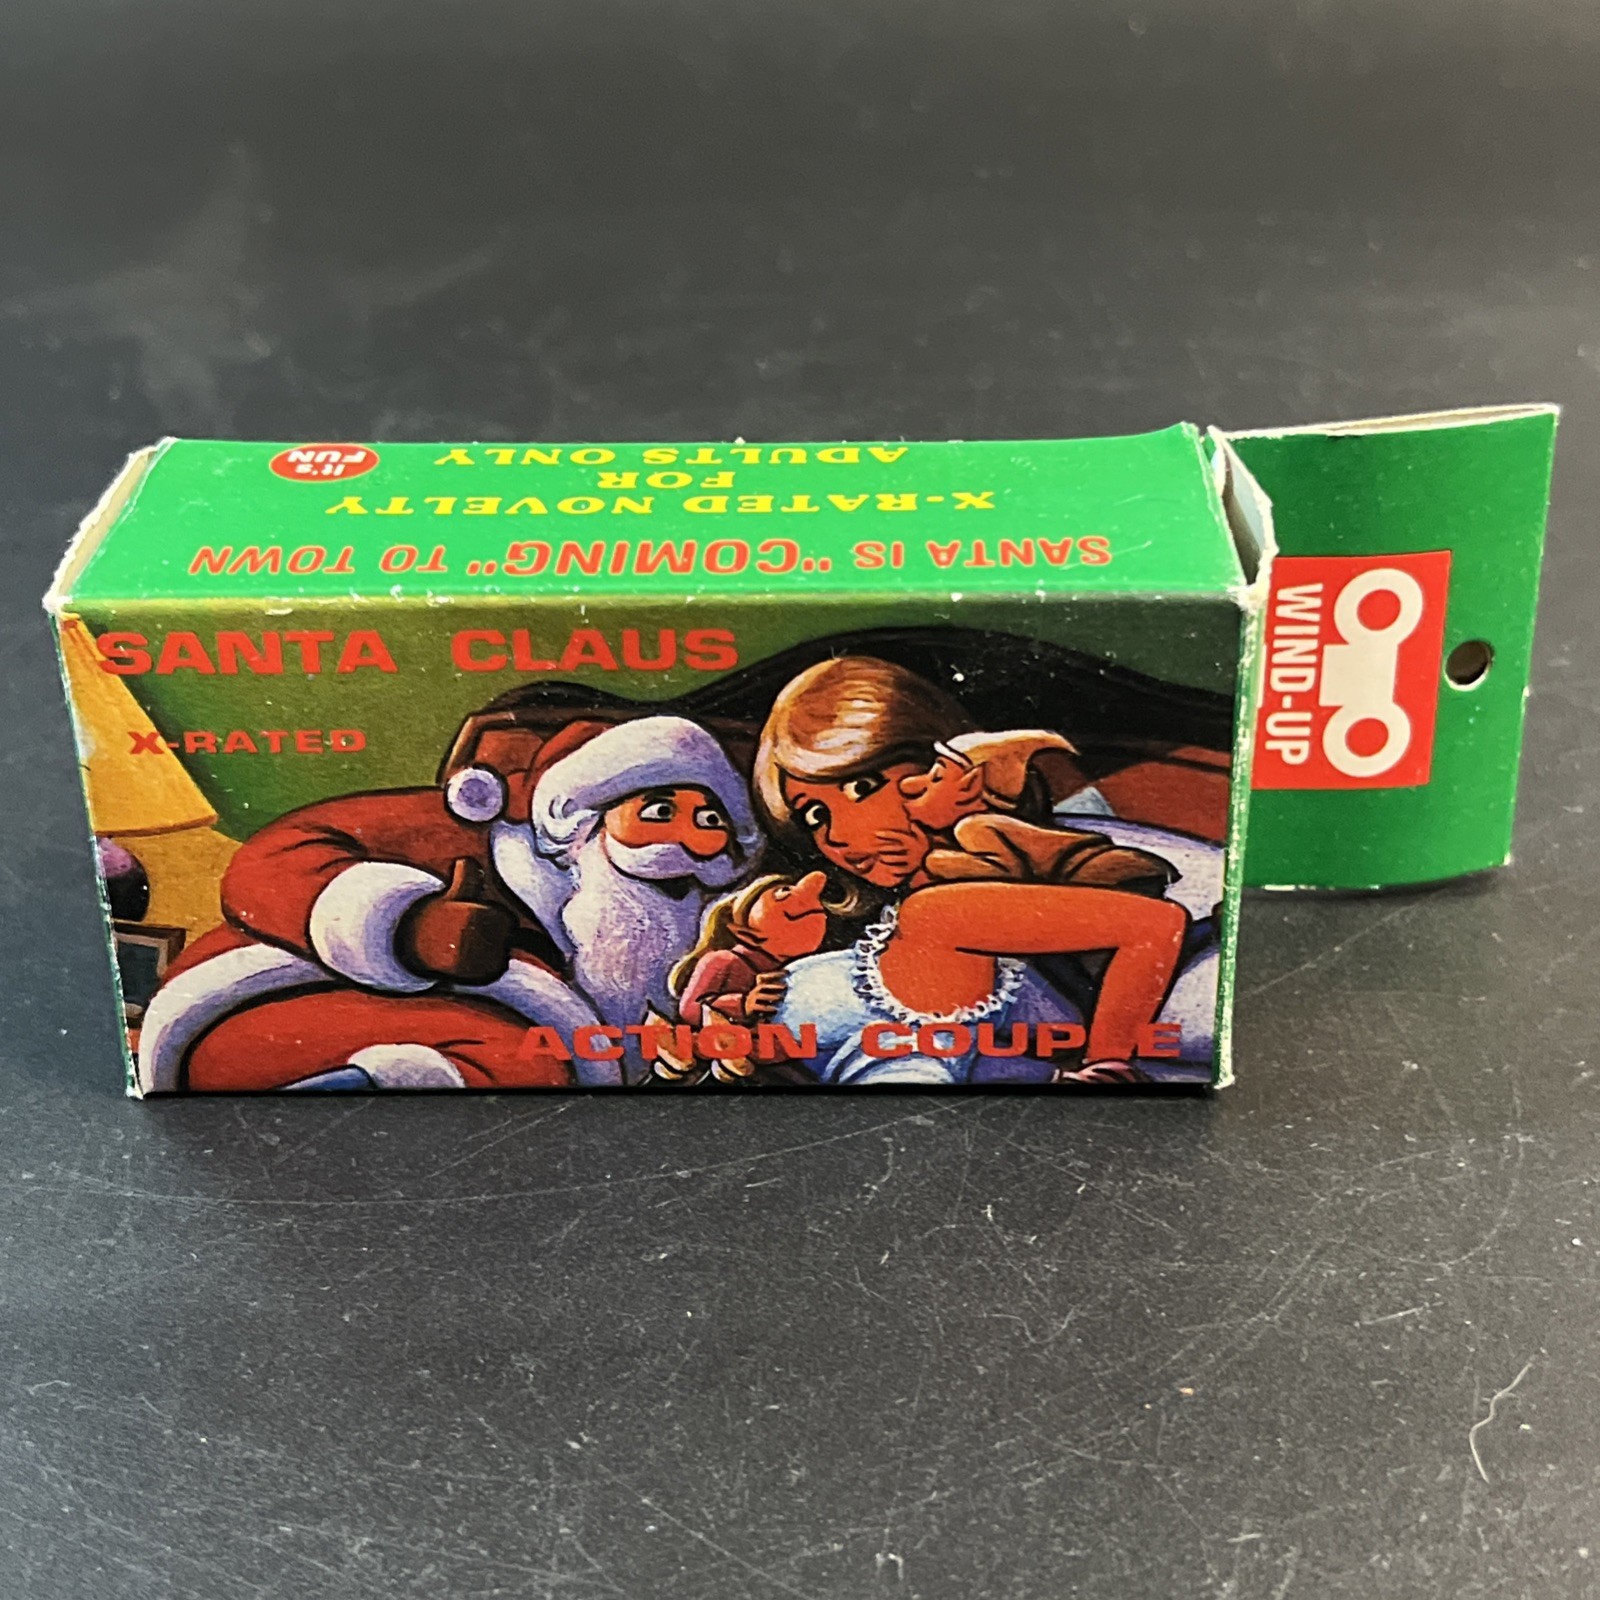 SANTA IS "COMING" TO TOWN
X-RATED NOVELTY
FOR
ADULTS ONLY
It's
FUN
SANTA CLAUS
X-RATED
ACTION COUPLE
WIND-UP